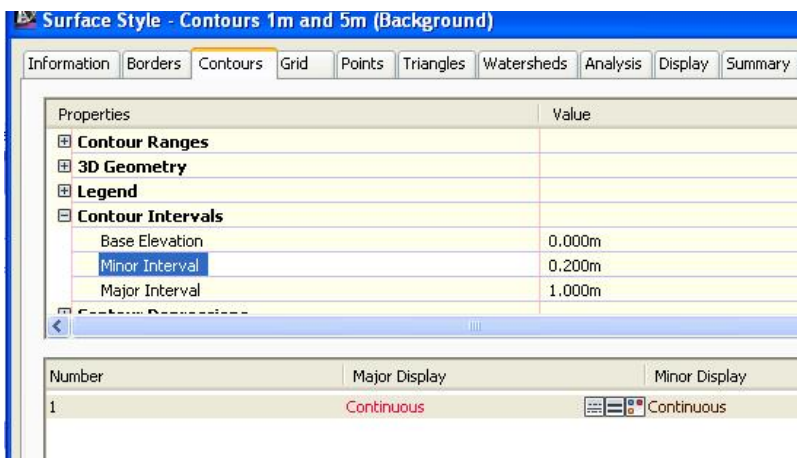 Surface Style - Contours 1m and 5m (Background)
Information Borders Contours Grid Points Triangles Watersheds Analysis Display Summary
Properties Value
Contour Ranges
3D Geometry
Legend
Contour Intervals
Base Elevation 0.000m
Minor Interval 0.200m
Major Interval 1.000m
Number Major Display Minor Display
1 Continuous Continuous